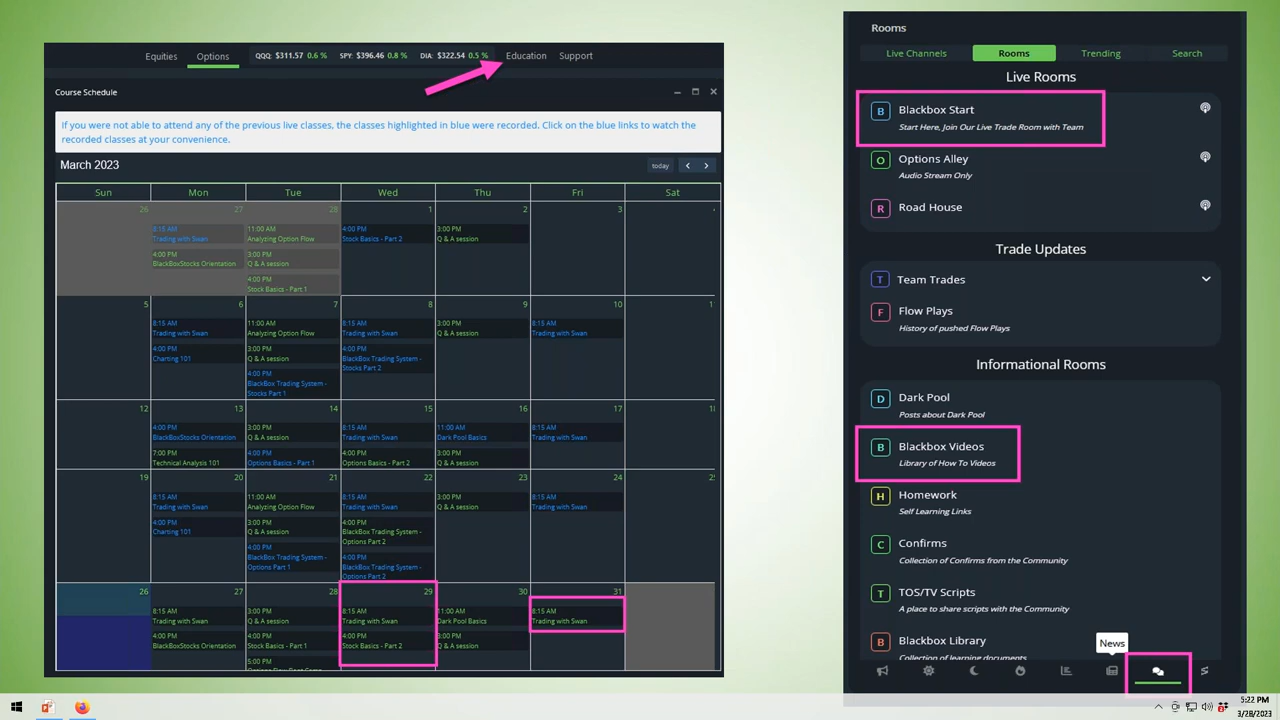 Equities Options QQQ: $311.57 0.6 % SPY: $396.46 0.8 % DIA: $322.54 0.5 % Education Support
Course Schedule
If you were not able to attend any of the previous live classes, the classes highlighted in blue were recorded. Click on the blue links to watch the
recorded classes at your convenience.
March 2023
today
Sun Mon Tue Wed Thu Fri Sat
26 27 28 1 2 3
8:15 AM
Trading with Swan
4:00 PM
BlackBoxStocks Orientation
11:00 AM
Analyzing Option Flow
3:00 PM
Q & A session
4:00 PM
Stock Basics - Part 1
4:00 PM
Stock Basics - Part 2
3:00 PM
Q & A session
5 6 7 8 9 10
8:15 AM
Trading with Swan
4:00 PM
Charting 101
11:00 AM
Analyzing Option Flow
3:00 PM
Q & A session
4:00 PM
BlackBox Trading System -
Stocks Part 1
8:15 AM
Trading with Swan
4:00 PM
BlackBox Trading System -
Stocks Part 2
3:00 PM
Q & A session
8:15 AM
Trading with Swan
12 13 14 15 16 17
4:00 PM
BlackBoxStocks Orientation
7:00 PM
Technical Analysis 101
3:00 PM
Q & A session
4:00 PM
Options Basics - Part 1
8:15 AM
Trading with Swan
4:00 PM
Options Basics - Part 2
11:00 AM
Dark Pool Basics
3:00 PM
Q & A session
8:15 AM
Trading with Swan
19 20 21 22 23 24
8:15 AM
Trading with Swan
4:00 PM
Charting 101
11:00 AM
Analyzing Option Flow
3:00 PM
Q & A session
4:00 PM
BlackBox Trading System -
Options Part 1
8:15 AM
Trading with Swan
4:00 PM
BlackBox Trading System -
Options Part 2
4:00 PM
BlackBox Trading System -
Options Part 2
3:00 PM
Q & A session
8:15 AM
Trading with Swan
26 27 28 29 30 31
8:15 AM
Trading with Swan
4:00 PM
BlackBoxStocks Orientation
3:00 PM
Q & A session
4:00 PM
Stock Basics - Part 1
5:00 PM
8:15 AM
Trading with Swan
4:00 PM
Stock Basics - Part 2
11:00 AM
Dark Pool Basics
3:00 PM
Q & A session
8:15 AM
Trading with Swan
Rooms
Live Channels Rooms Trending Search
Live Rooms
B Blackbox Start
Start Here, Join Our Live Trade Room with Team
O Options Alley
Audio Stream Only
R Road House
Trade Updates
T Team Trades
F Flow Plays
History of pushed Flow Plays
Informational Rooms
D Dark Pool
Posts about Dark Pool
B Blackbox Videos
Library of How To Videos
H Homework
Self Learning Links
C Confirms
Collection of Confirms from the Community
T TOS/TV Scripts
A place to share scripts with the Community
B Blackbox Library
Collection of learning documents
News
5:22 PM
3/28/2023